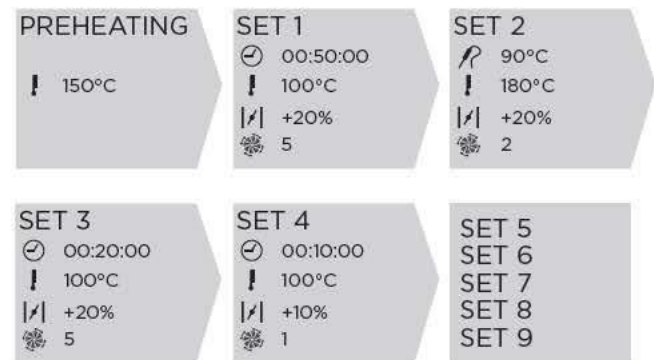 PREHEATING
150°C
SET 1
00:50:00
100°C
+20%
5
SET 2
90°C
180°C
+20%
2
SET 3
00:20:00
100°C
+20%
5
SET 4
00:10:00
100°C
+10%
1
SET 5
SET 6
SET 7
SET 8
SET 9